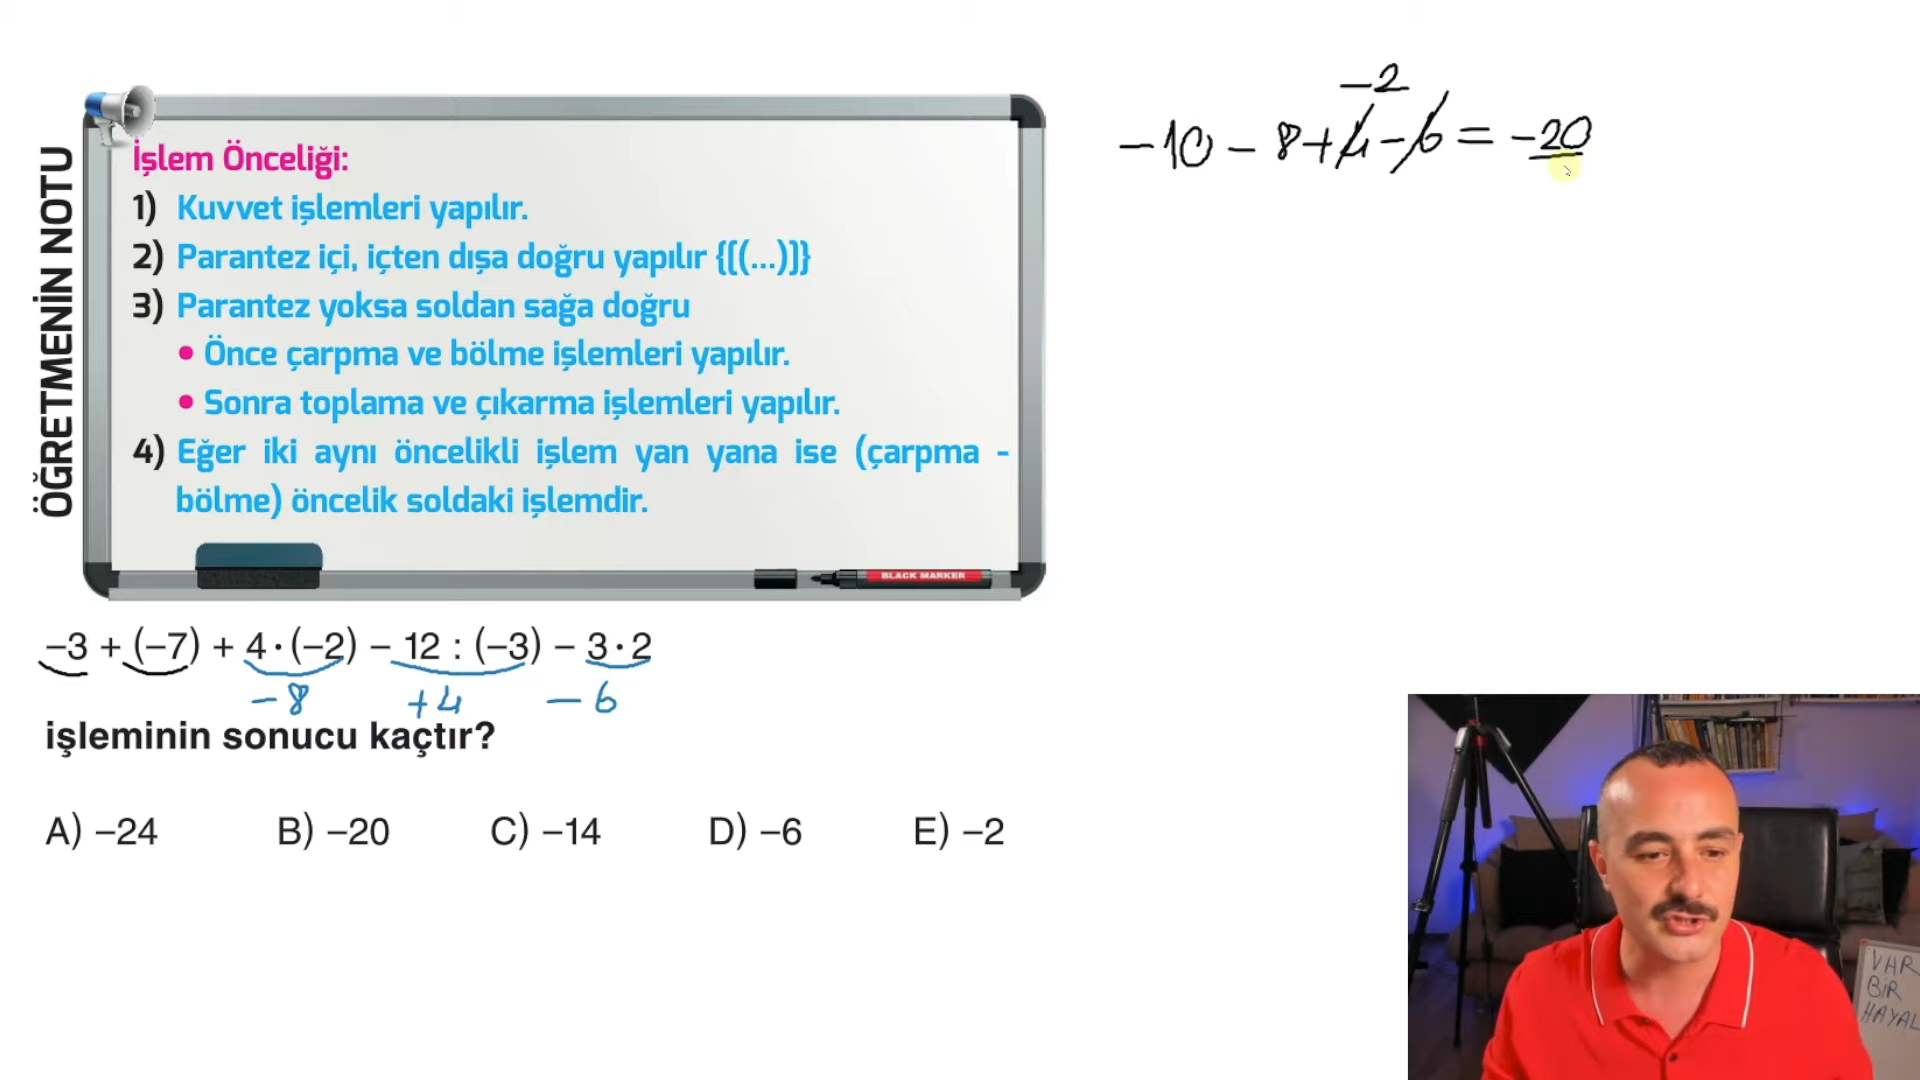 ÖĞRETMENİN NOTU
İşlem Önceliği:
1) Kuvvet işlemleri yapılır.
2) Parantez içi, içten dışa doğru yapılır {[(...)]}
3) Parantez yoksa soldan sağa doğru
• Önce çarpma ve bölme işlemleri yapılır.
• Sonra toplama ve çıkarma işlemleri yapılır.
4) Eğer iki aynı öncelikli işlem yan yana ise (çarpma -
bölme) öncelik soldaki işlemdir.
BLACK MARKER
-2
-10 - 8 + 4 - 6 = -20
–3 + (–7) + 4 · (–2) – 12 : (–3) – 3 · 2
-8 +4 -6
işleminin sonucu kaçtır?
A) –24 B) –20 C) –14 D) –6 E) –2
VAR
BİR
HAYAL